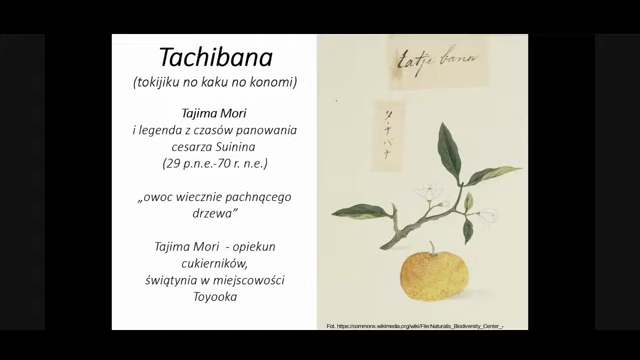 Tachibana
(tokijiku no kaku no konomi)
Tajima Mori
i legenda z czasów panowania
cesarza Suinina
(29 p.n.e.-70 r. n.e.)
„owoc wiecznie pachnącego
drzewa”
Tajima Mori - opiekun
cukierników,
świątynia w miejscowości
Toyooka
tatje bana
タチバナ
Fot. https://commons.wikimedia.org/wiki/File:Naturalis_Biodiversity_Center_-